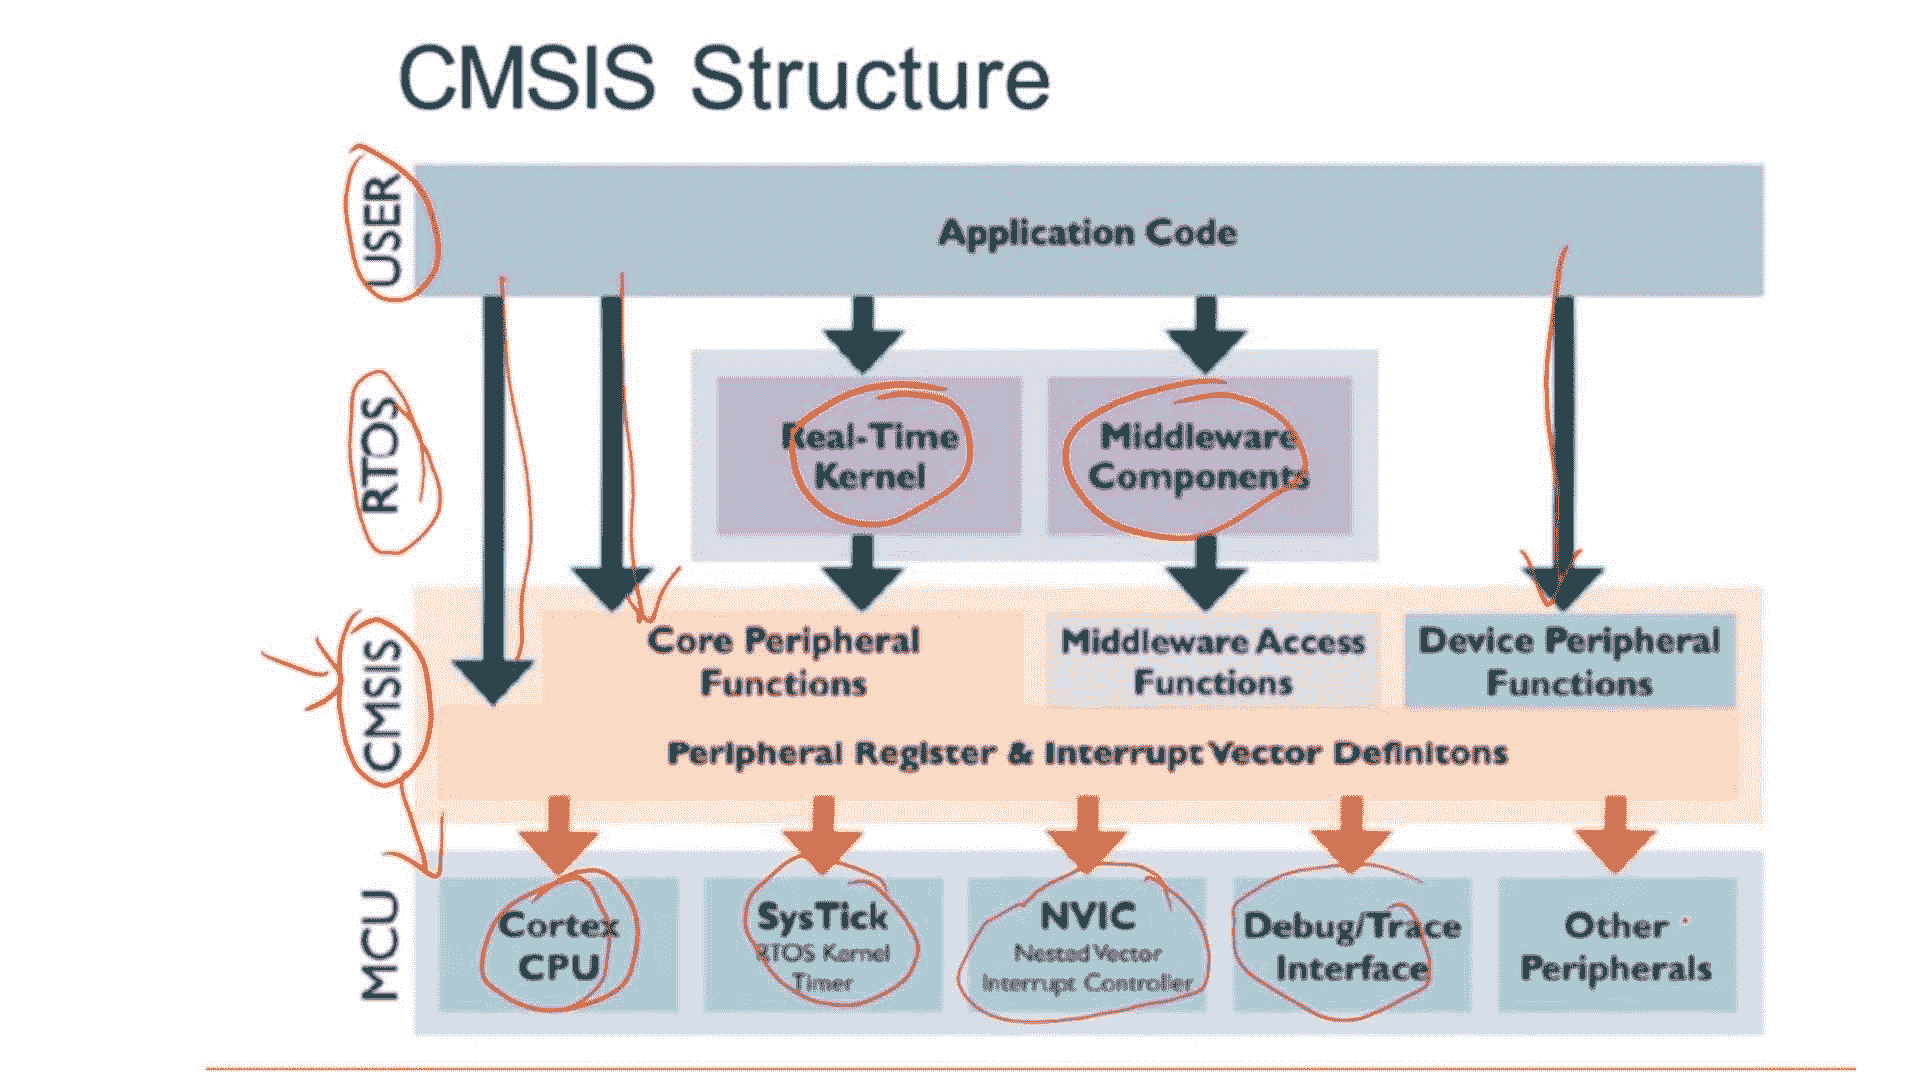 CMSIS Structure
USER
Application Code
RTOS
Real-Time
Kernel
Middleware
Components
CMSIS
Core Peripheral
Functions
Middleware Access
Functions
Device Peripheral
Functions
Peripheral Register & Interrupt Vector Definitons
MCU
Cortex
CPU
SysTick
RTOS Kernel
Timer
NVIC
Nested Vector
Interrupt Controller
Debug/Trace
Interface
Other
Peripherals